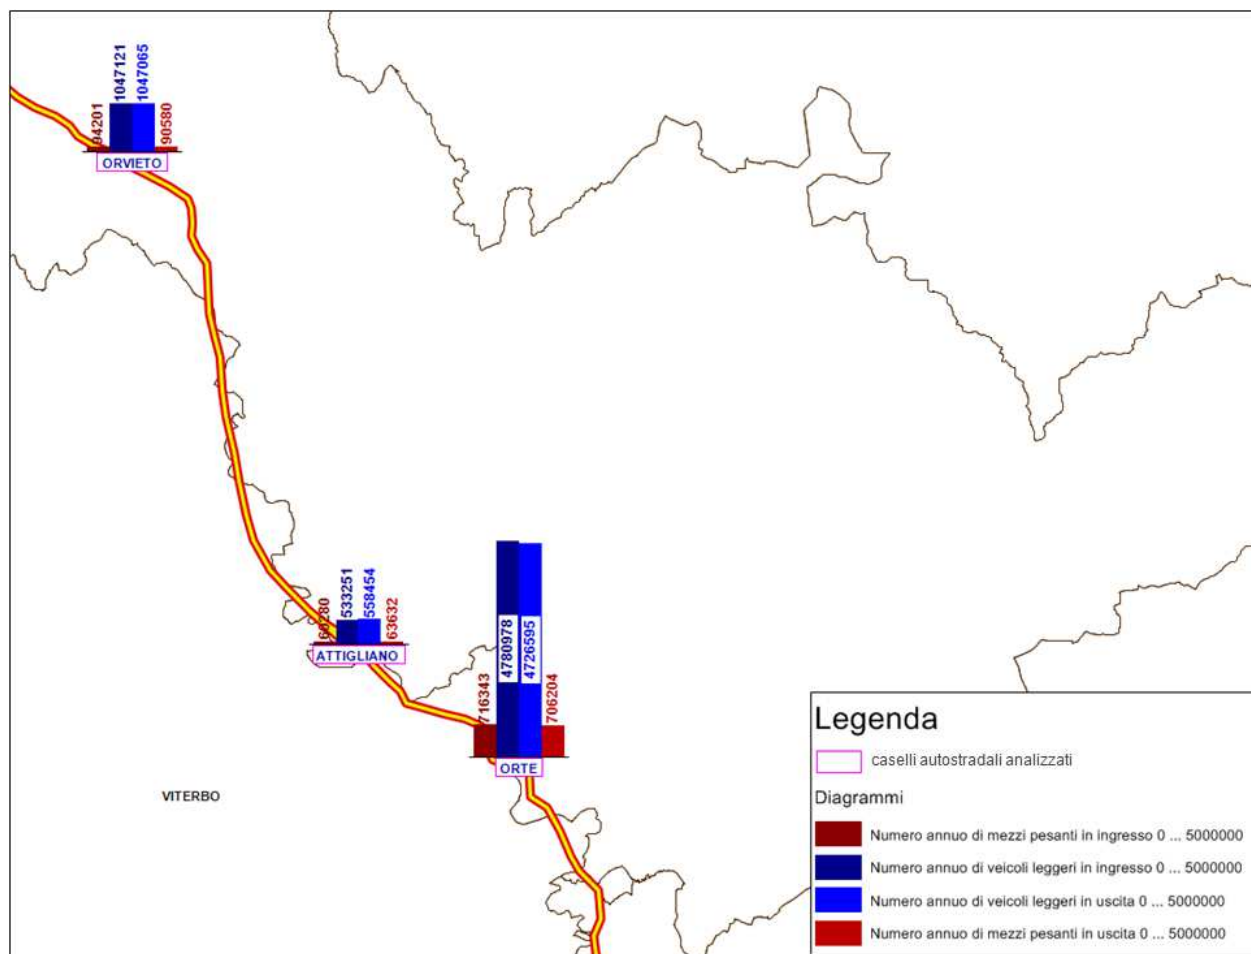 94201
1047121
1047065
90580
ORVIETO
533251
558454
63632
ATTIGLIANO
716343
4780978
4726595
706204
ORTE
VITERBO
Legenda
caselli autostradali analizzati
Diagrammi
Numero annuo di mezzi pesanti in ingresso 0 ... 5000000
Numero annuo di veicoli leggeri in ingresso 0 ... 5000000
Numero annuo di veicoli leggeri in uscita 0 ... 5000000
Numero annuo di mezzi pesanti in uscita 0 ... 5000000